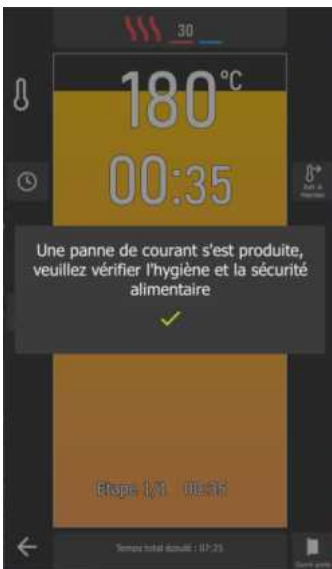 30
180°C
00:35
Une panne de courant s'est produite,
veuillez vérifier l'hygiène et la sécurité
alimentaire
Etape 1/1 00:35
Temps total écoulé : 07:25